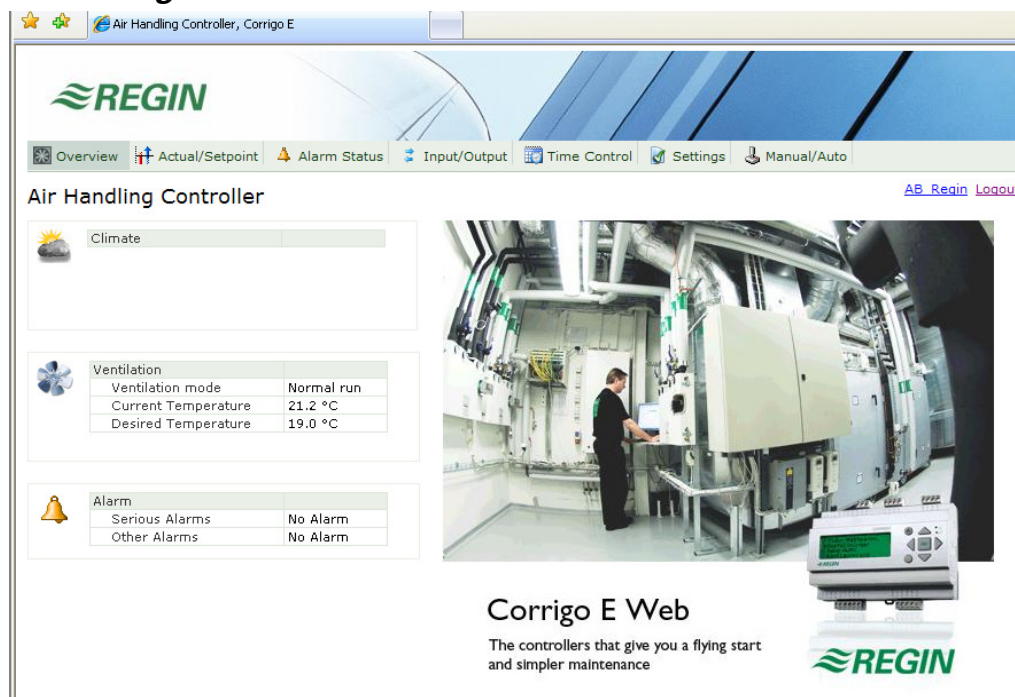 Air Handling Controller, Corrigo E
REGIN
Overview Actual/Setpoint Alarm Status Input/Output Time Control Settings Manual/Auto
AB Regin Logou
Air Handling Controller
Climate
Ventilation
Ventilation mode Normal run
Current Temperature 21.2 °C
Desired Temperature 19.0 °C
Alarm
Serious Alarms No Alarm
Other Alarms No Alarm
REGIN
Corrigo E Web
The controllers that give you a flying start
and simpler maintenance
REGIN